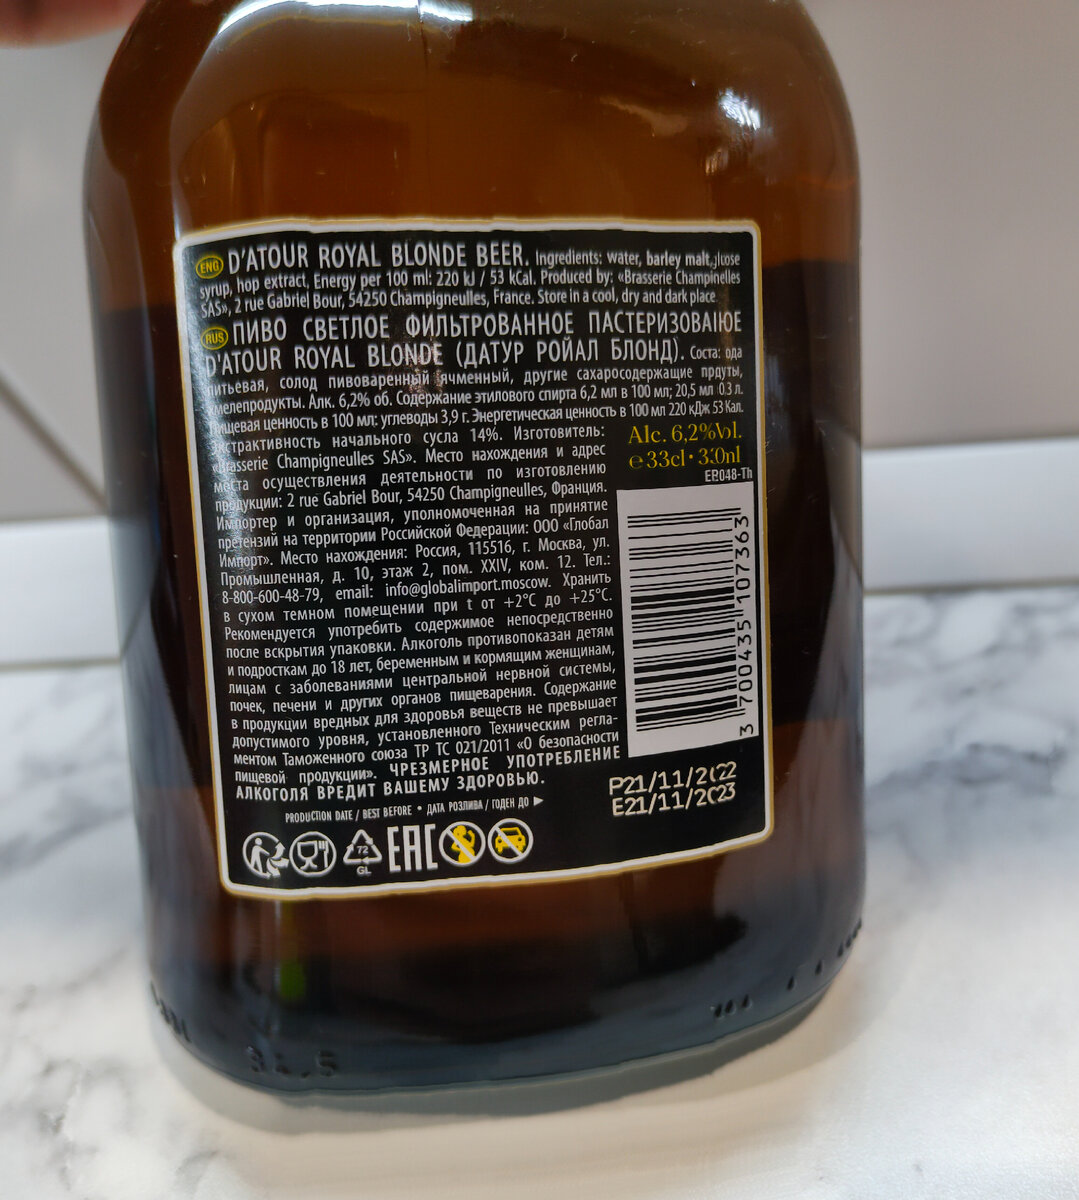 ENG D'ATOUR ROYAL BLONDE BEER. Ingredients: water, barley malt,
syrup, hop extract, Energy per 100 ml: 220 kJ / 53 kCal. Produced by: «Brasserie Champinelles
SAS», 2 rue Gabriel Bour, 54250 Champigneulles, France. Store in a cool, dry and dark place.
RUS ПИВО СВЕТЛОЕ ФИЛЬТРОВАННОЕ
D'ATOUR ROYAL BLONDE (ДАТУР РОЙАЛ БЛОНД).
питьевая, солод пивоваренный ячменный, другие сахаросодержащие
хмелепродукты. Алк. 6,2% об. Содержание этилового спирта 6,2 мл в 100 мл; 20,5 мл
Пищевая ценность в 100 мл: углеводы 3,9 г. Энергетическая ценность в 100 мл 220 кДж 53 Кал.
Экстрактивность начального сусла 14%. Изготовитель:
«Brasserie Champigneulles SAS». Место нахождения и адрес
места осуществления деятельности по изготовлению
продукции: 2 rue Gabriel Bour, 54250 Champigneulles, Франция.
Импортер и организация, уполномоченная на принятие
претензий на территории Российской Федерации: ООО «Глобал
Импорт». Место нахождения: Россия, 115516, г. Москва, ул.
Промышленная, д. 10, этаж 2, пом. XXIV, ком. 12. Тел.:
8-800-600-48-79, email: info@globalimport.moscow. Хранить
в сухом темном помещении при t от +2°C до +25°C.
Рекомендуется употребить содержимое непосредственно
после вскрытия упаковки. Алкоголь противопоказан детям
и подросткам до 18 лет, беременным и кормящим женщинам,
лицам с заболеваниями центральной нервной системы,
почек, печени и других органов пищеварения. Содержание
в продукции вредных для здоровья веществ не превышает
допустимого уровня, установленного Техническим регла-
ментом Таможенного союза ТР ТС 021/2011 «О безопасности
пищевой продукции». ЧРЕЗМЕРНОЕ УПОТРЕБЛЕНИЕ
АЛКОГОЛЯ ВРЕДИТ ВАШЕМУ ЗДОРОВЬЮ.
PRODUCTION DATE / BEST BEFORE • ДАТА РОЗЛИВА / ГОДЕН ДО ►
Alc. 6,2%Vol.
℮ 33cl •
3 700435 107363
P21/11/2022
E21/11/2023
72
GL
EAC